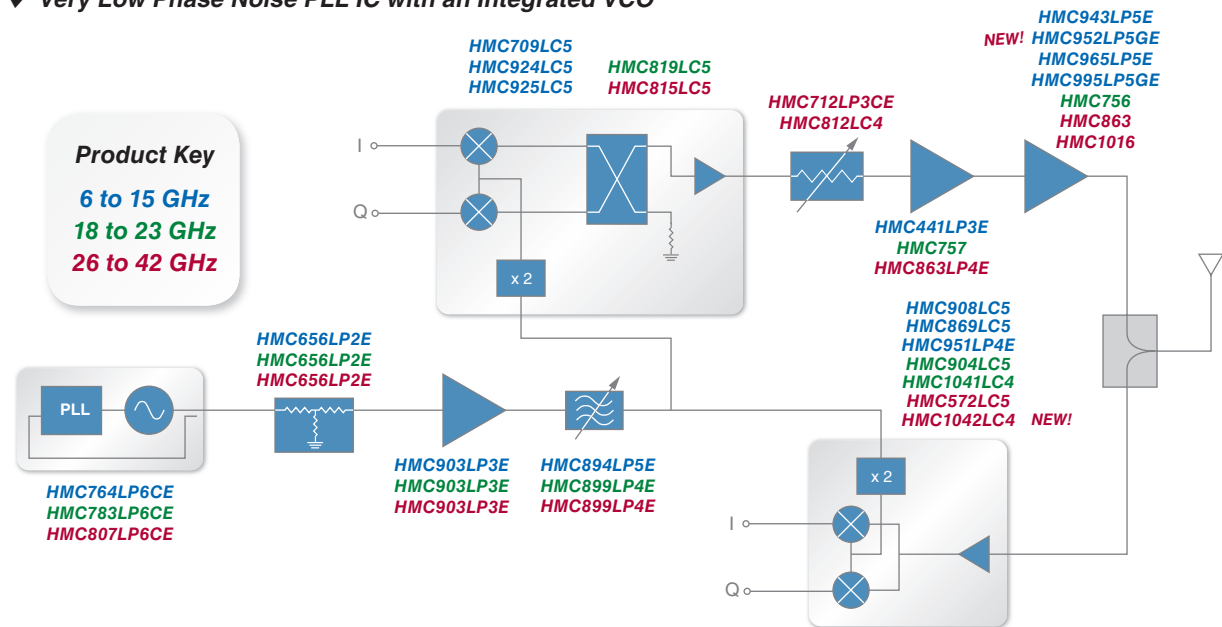 Very Low Phase Noise PLL IC with an Integrated VCO
HMC709LC5
HMC924LC5
HMC925LC5
HMC819LC5
HMC815LC5
HMC712LP3CE
HMC812LC4
HMC943LP5E
NEW! HMC952LP5GE
HMC965LP5E
HMC995LP5GE
HMC756
HMC863
HMC1016
Product Key
6 to 15 GHz
18 to 23 GHz
26 to 42 GHz
I
Q
x 2
HMC441LP3E
HMC757
HMC863LP4E
HMC656LP2E
HMC656LP2E
HMC656LP2E
PLL
HMC764LP6CE
HMC783LP6CE
HMC807LP6CE
HMC903LP3E
HMC903LP3E
HMC903LP3E
HMC894LP5E
HMC899LP4E
HMC899LP4E
HMC908LC5
HMC869LC5
HMC951LP4E
HMC904LC5
HMC1041LC4
HMC572LC5
HMC1042LC4 NEW!
x 2
I
Q